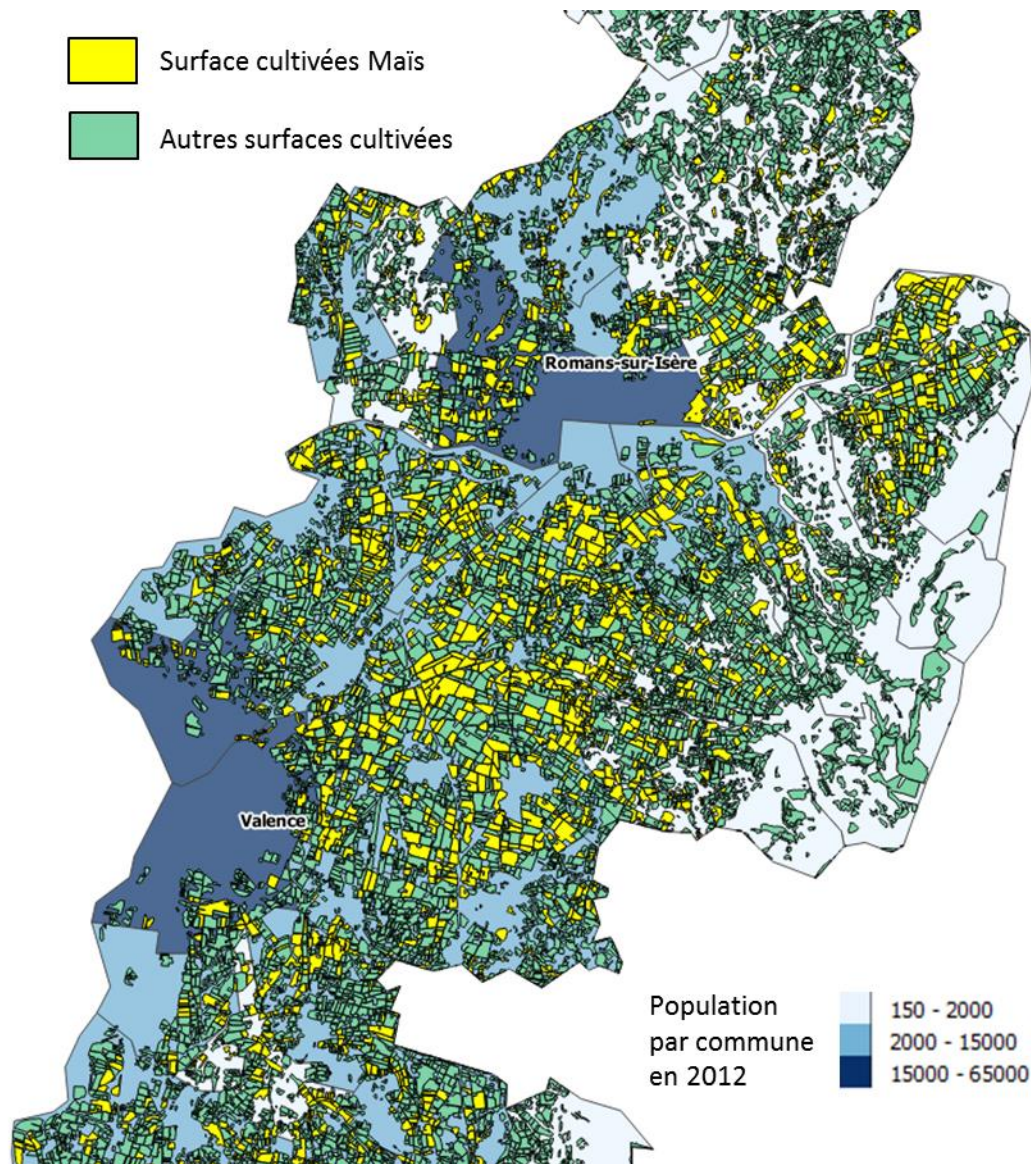 Surface cultivées Maïs
Autres surfaces cultivées
Romans-sur-Isère
Valence
Population
par commune
en 2012
150 - 2000
2000 - 15000
15000 - 65000